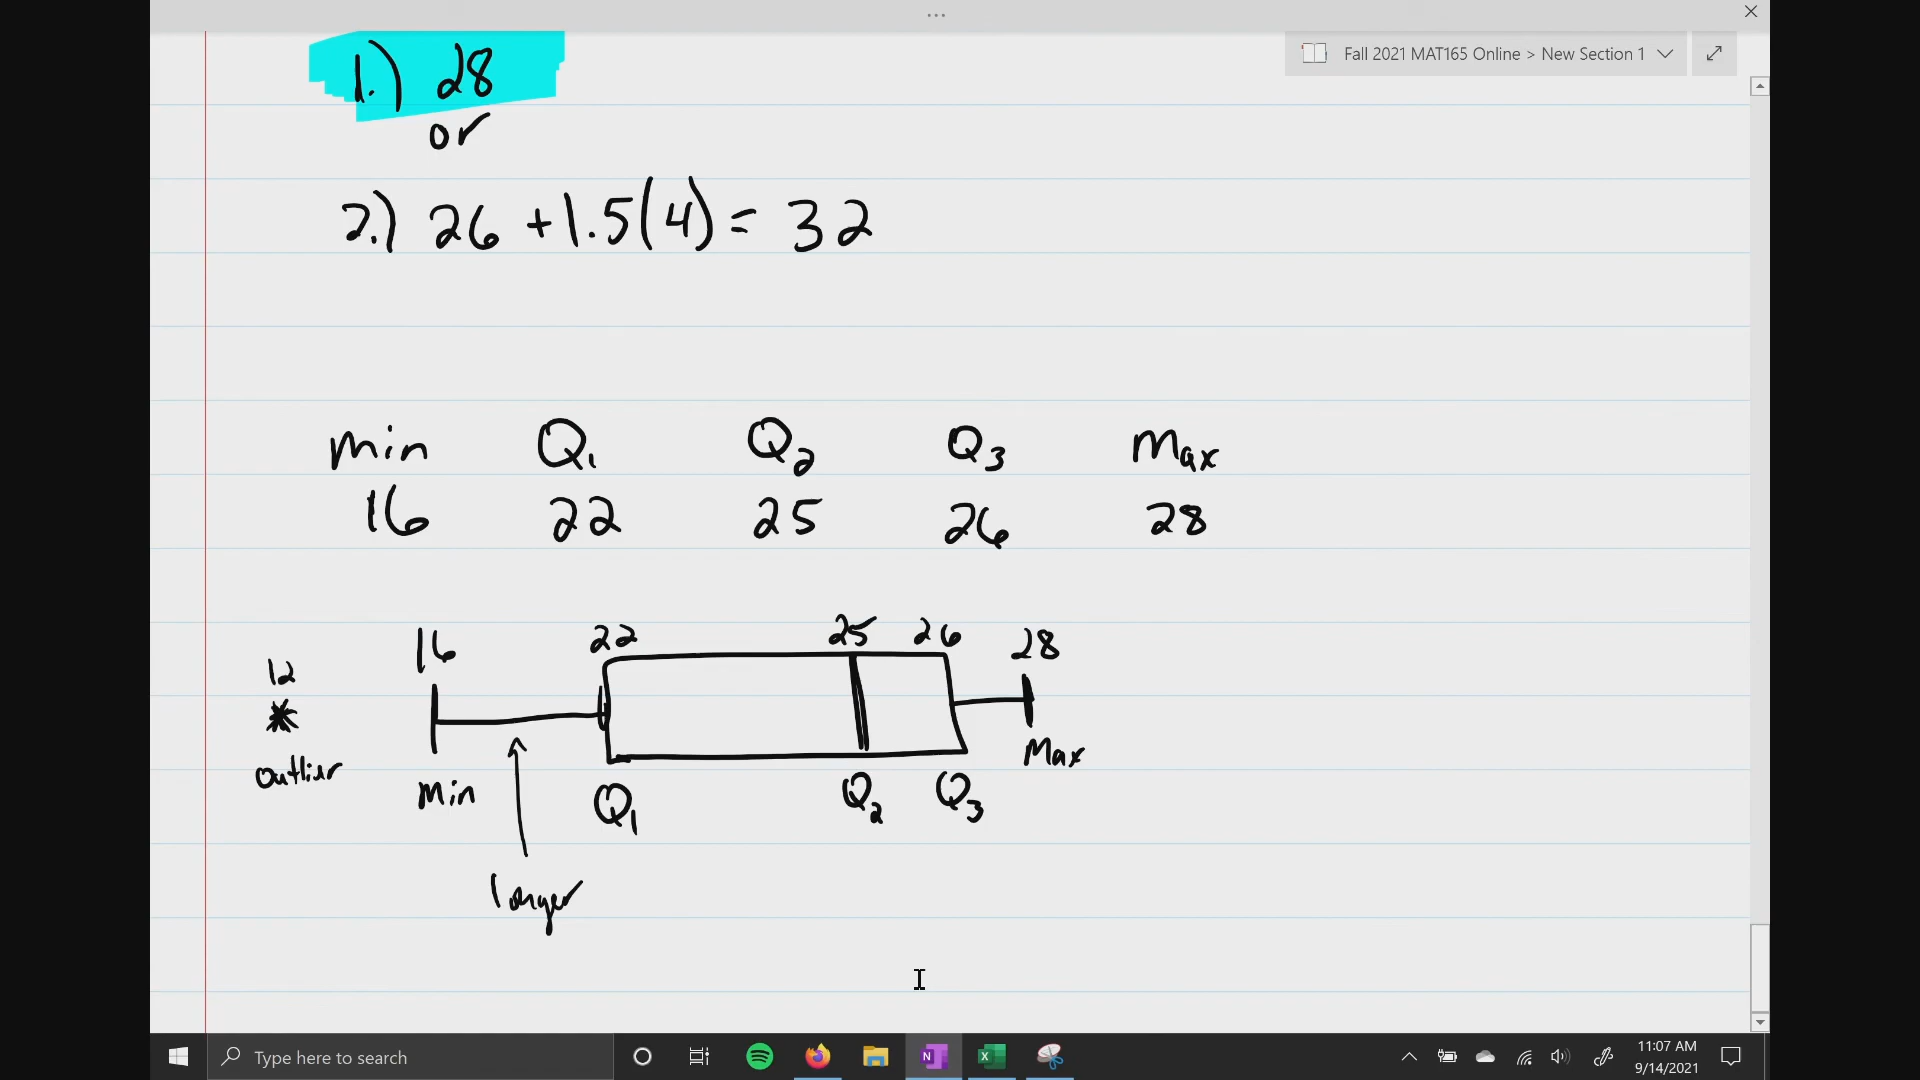 Fall 2021 MAT165 Online > New Section 1
1.) 28
or
2.) 26 + 1.5(4) = 32
min Q1 Q2 Q3 Max
16 22 25 26 28
12 16 22 25 26 28
outlier Min Q1 Q2 Q3 Max
longer
Type here to search
11:07 AM
9/14/2021